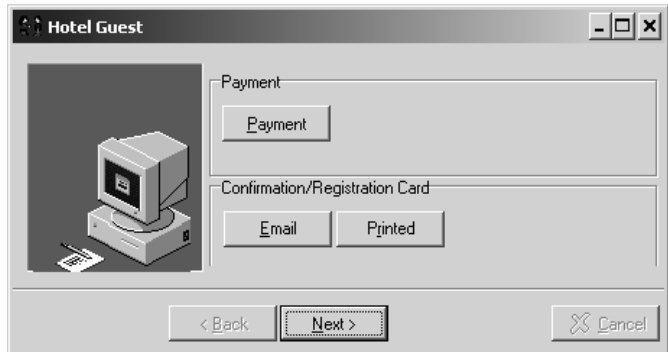 Hotel Guest
Payment
Payment
Confirmation/Registration Card
Email Printed
< Back Next > Cancel